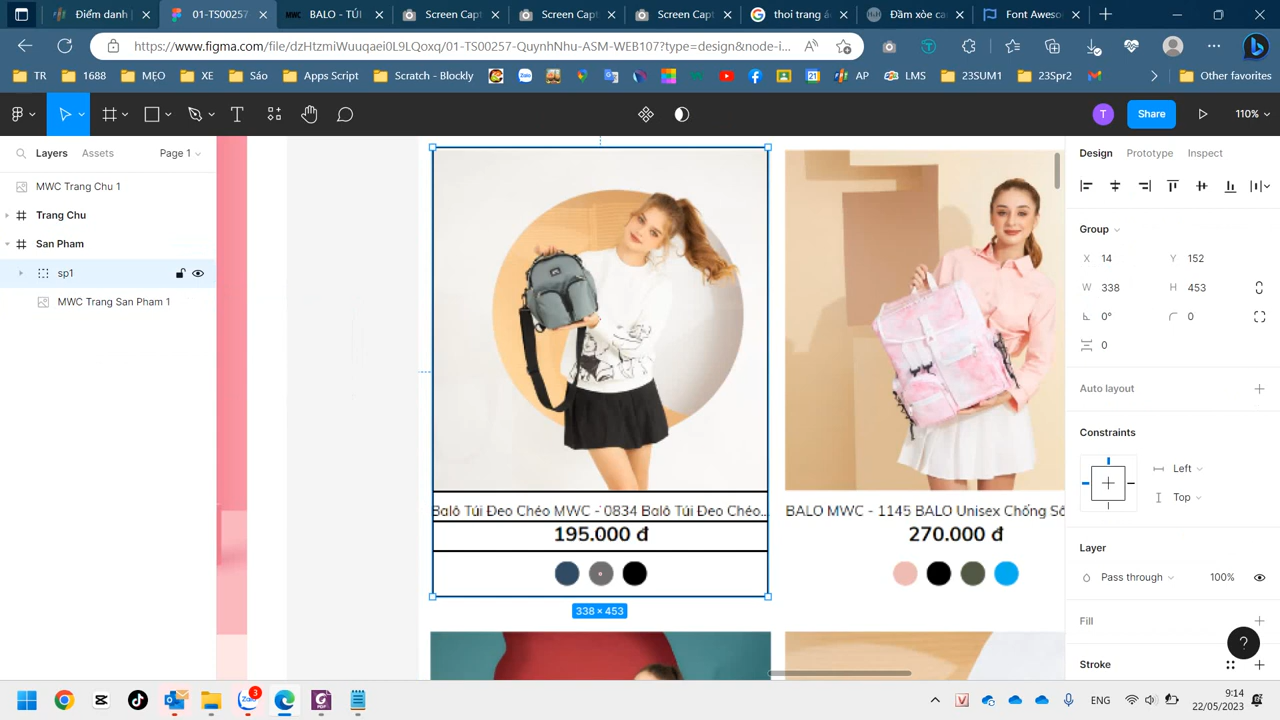 Điểm danh |
01-TS00257
MWC BALO - TÚI
Screen Capt
Screen Capt
Screen Capt
thoi trang á
Đầm xòe ca
Font Aweso
https://www.figma.com/file/dzHtzmiWuuqaei0L9LQoxq/01-TS00257-QuynhNhu-ASM-WEB107?type=design&node-i...
TR
1688
MẸO
XE
Sáo
Apps Script
Scratch - Blockly
AP
LMS
23SUM1
23Spr2
Other favorites
T
Share
110%
Layers
Assets
Page 1
MWC Trang Chu 1
Trang Chu
San Pham
sp1
MWC Trang San Pham 1
Balô Túi Đeo Chéo MWC - 0834 Balô Túi Đeo Chéo...
195.000 đ
338 × 453
BALO MWC - 1145 BALO Unisex Chống Số
270.000 đ
Design
Prototype
Inspect
Group
X 14
Y 152
W 338
H 453
0°
0
0
Auto layout
Constraints
Left
Top
Layer
Pass through
100%
Fill
?
Stroke
3
ENG
9:14
22/05/2023